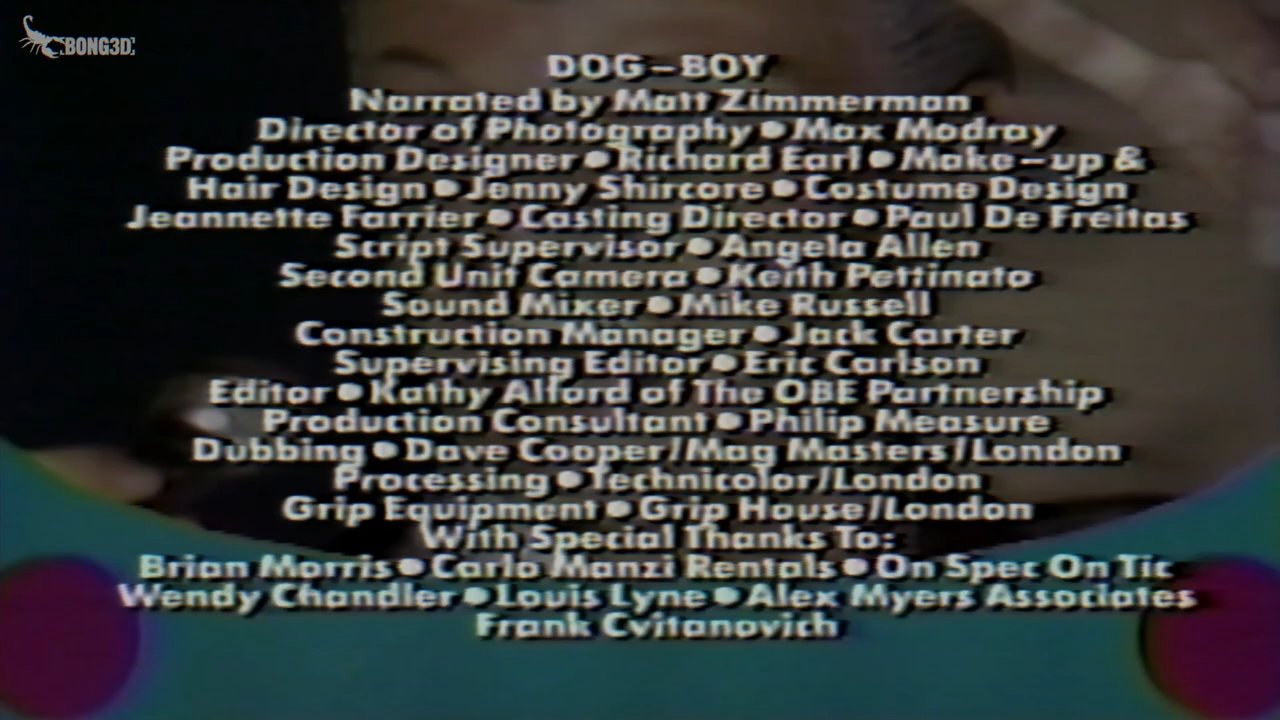 BONG3D
DOG-BOY
Narrated by Matt Zimmerman
Director of Photography • Max Modray
Production Designer • Richard Earl • Make-up &
Hair Design • Jenny Shircore • Costume Design
Jeannette Farrier • Casting Director • Paul De Freitas
Script Supervisor • Angela Allen
Second Unit Camera • Keith Pettinato
Sound Mixer • Mike Russell
Construction Manager • Jack Carter
Supervising Editor • Eric Carlson
Editor • Kathy Alford of The OBE Partnership
Production Consultant • Philip Measure
Dubbing • Dave Cooper/Mag Masters/London
Processing • Technicolor/London
Grip Equipment • Grip House/London
With Special Thanks To:
Brian Morris • Carlo Manzi Rentals • On Spec On Tic
Wendy Chandler • Louis Lyne • Alex Myers Associates
Frank Cvitanovich